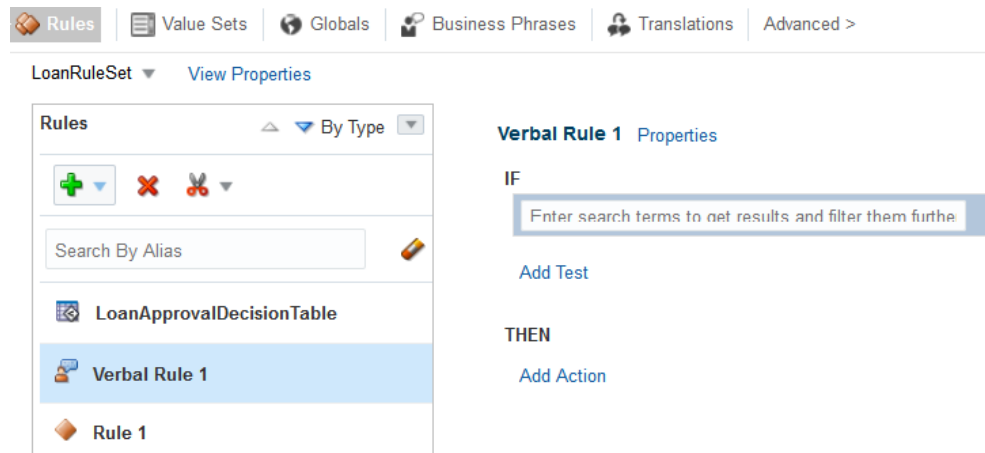 Rules Value Sets Globals Business Phrases Translations Advanced >
LoanRuleSet View Properties
Rules By Type
Verbal Rule 1 Properties
IF
Enter search terms to get results and filter them furthe
Search By Alias
Add Test
LoanApprovalDecisionTable
THEN
Verbal Rule 1
Add Action
Rule 1